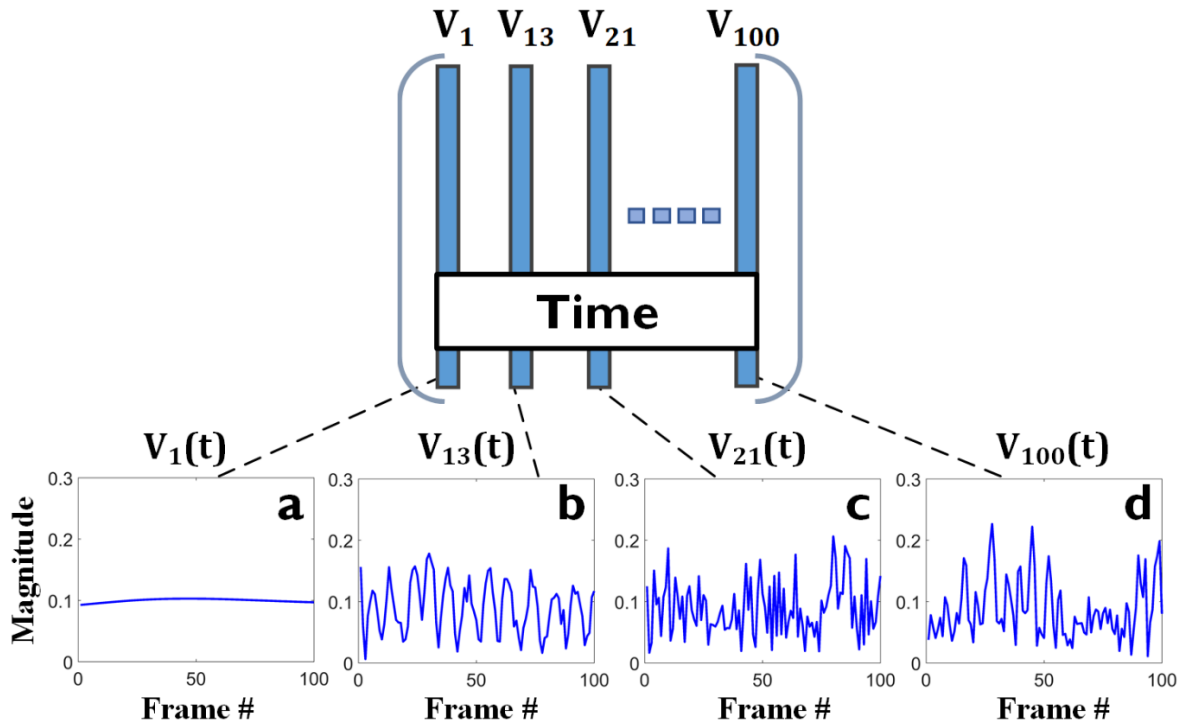 V₁ V₁₃ V₂₁ V₁₀₀
Time
V₁(t) V₁₃(t) V₂₁(t) V₁₀₀(t)
Magnitude
0.3 0.2 0.1 0
a
0 50 100
Frame #
0.3 0.2 0.1 0
b
0 50 100
Frame #
0.3 0.2 0.1 0
c
0 50 100
Frame #
0.3 0.2 0.1 0
d
0 50 100
Frame #